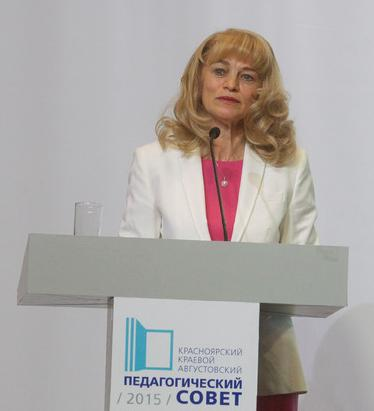 КРАСНОЯРСКИЙ
КРАЕВОЙ
АВГУСТОВСКИЙ
ПЕДАГОГИЧЕСКИЙ
/ 2015 / СОВЕТ